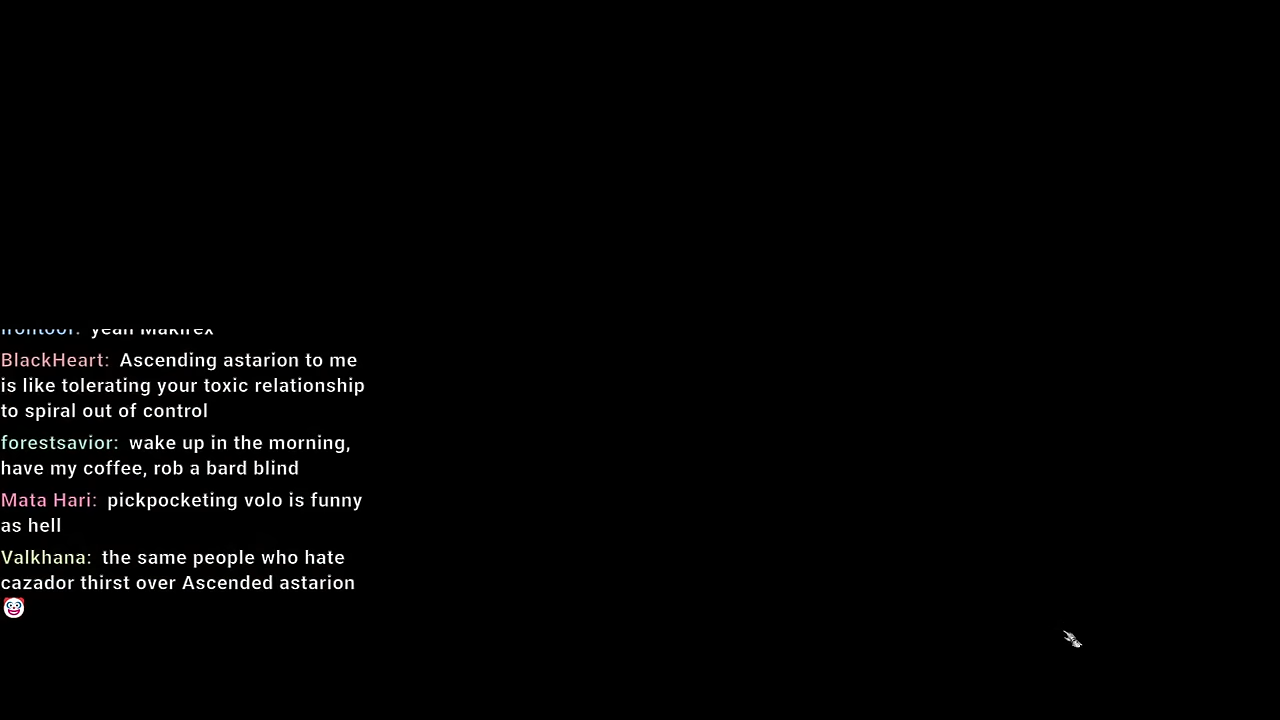 yeah Makirex
BlackHeart: Ascending astarion to me
is like tolerating your toxic relationship
to spiral out of control
forestsavior: wake up in the morning,
have my coffee, rob a bard blind
Mata Hari: pickpocketing volo is funny
as hell
Valkhana: the same people who hate
cazador thirst over Ascended astarion
🤡